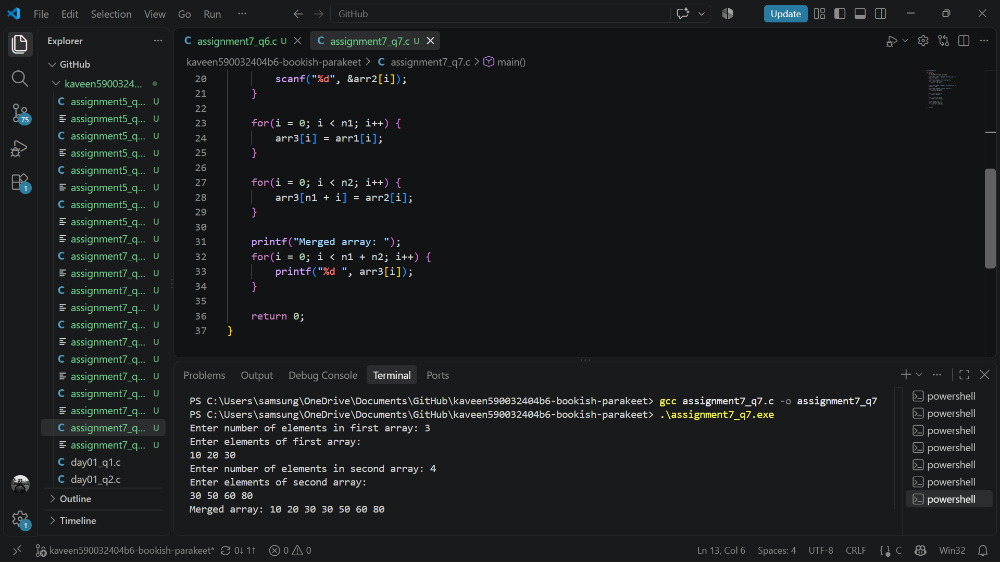 File Edit Selection View Go Run
GitHub
Update
Explorer
GitHub
kaveen5900324...
assignment5_q... U
assignment5_q... U
assignment5_q... U
assignment5_q... U
assignment5_q... U
assignment5_q... U
assignment5_q... U
assignment5_q... U
assignment7_q... U
assignment7_q... U
assignment7_q... U
assignment7_q... U
assignment7_q... U
assignment7_q... U
assignment7_q... U
assignment7_q... U
assignment7_q... U
assignment7_q... U
assignment7_q... U
assignment7_q... U
assignment7_q... U
day01_q1.c
day01_q2.c
Outline
Timeline
75
1
1
assignment7_q6.c U
assignment7_q7.c U
kaveen590032404b6-bookish-parakeet > C assignment7_q7.c > main()
20 scanf("%d", &arr2[i]);
21 }
22
23 for(i = 0; i < n1; i++) {
24 arr3[i] = arr1[i];
25 }
26
27 for(i = 0; i < n2; i++) {
28 arr3[n1 + i] = arr2[i];
29 }
30
31 printf("Merged array: ");
32 for(i = 0; i < n1 + n2; i++) {
33 printf("%d ", arr3[i]);
34 }
35
36 return 0;
37 }
Problems Output Debug Console Terminal Ports
PS C:\Users\samsung\OneDrive\Documents\GitHub\kaveen590032404b6-bookish-parakeet> gcc assignment7_q7.c -o assignment7_q7
PS C:\Users\samsung\OneDrive\Documents\GitHub\kaveen590032404b6-bookish-parakeet> .\assignment7_q7.exe
Enter number of elements in first array: 3
Enter elements of first array:
10 20 30
Enter number of elements in second array: 4
Enter elements of second array:
30 50 60 80
Merged array: 10 20 30 30 50 60 80
powershell
powershell
powershell
powershell
powershell
powershell
powershell
kaveen590032404b6-bookish-parakeet* 0↓ 1↑ 0 0
Ln 13, Col 6 Spaces: 4 UTF-8 CRLF C Win32